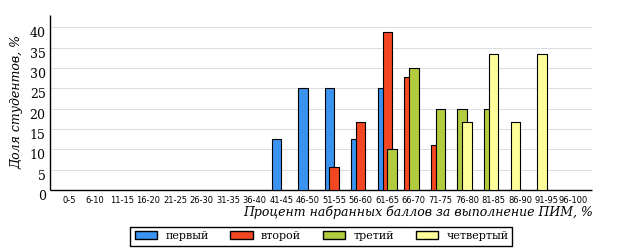 40
35
30
25
20
15
10
5
0
Доля студентов, %
0-5 6-10 11-15 16-20 21-25 26-30 31-35 36-40 41-45 46-50 51-55 56-60 61-65 66-70 71-75 76-80 81-85 86-90 91-95 96-100
Процент набранных баллов за выполнение ПИМ, %
первый второй третий четвертый